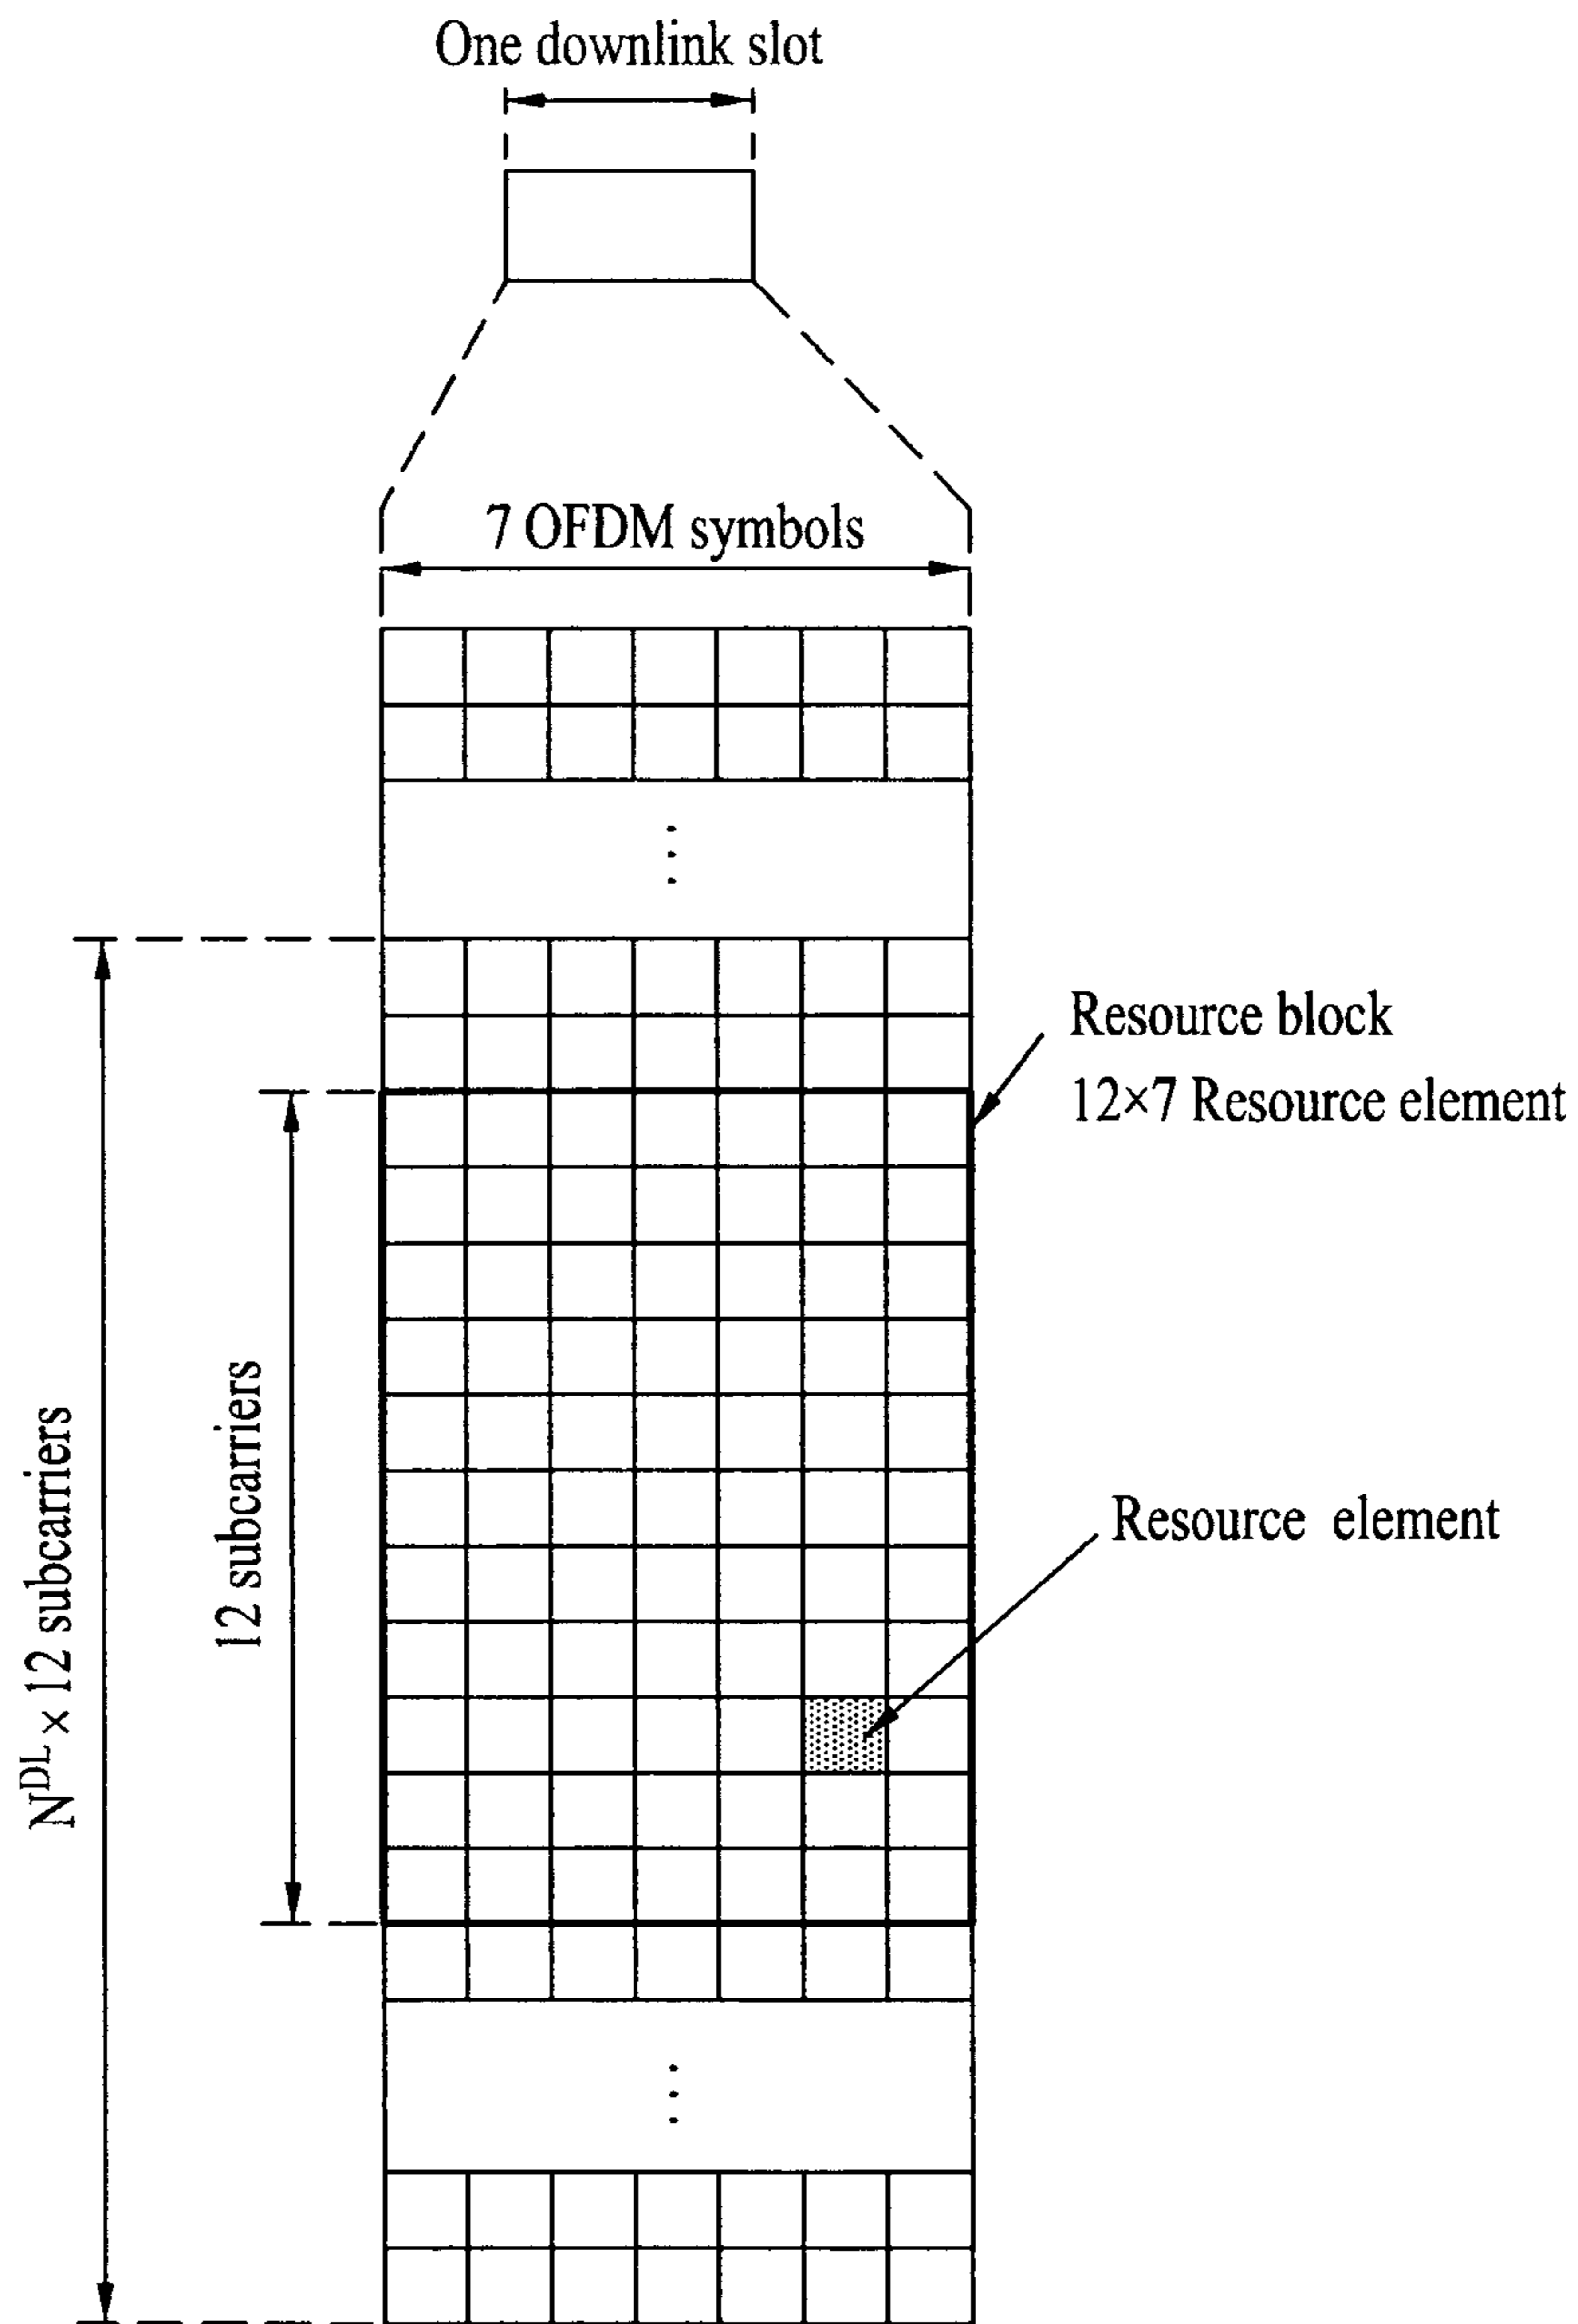 One downlink slot
7 OFDM symbols
Resource block
12×7 Resource element
Resource element
12 subcarriers
N^DL × 12 subcarriers